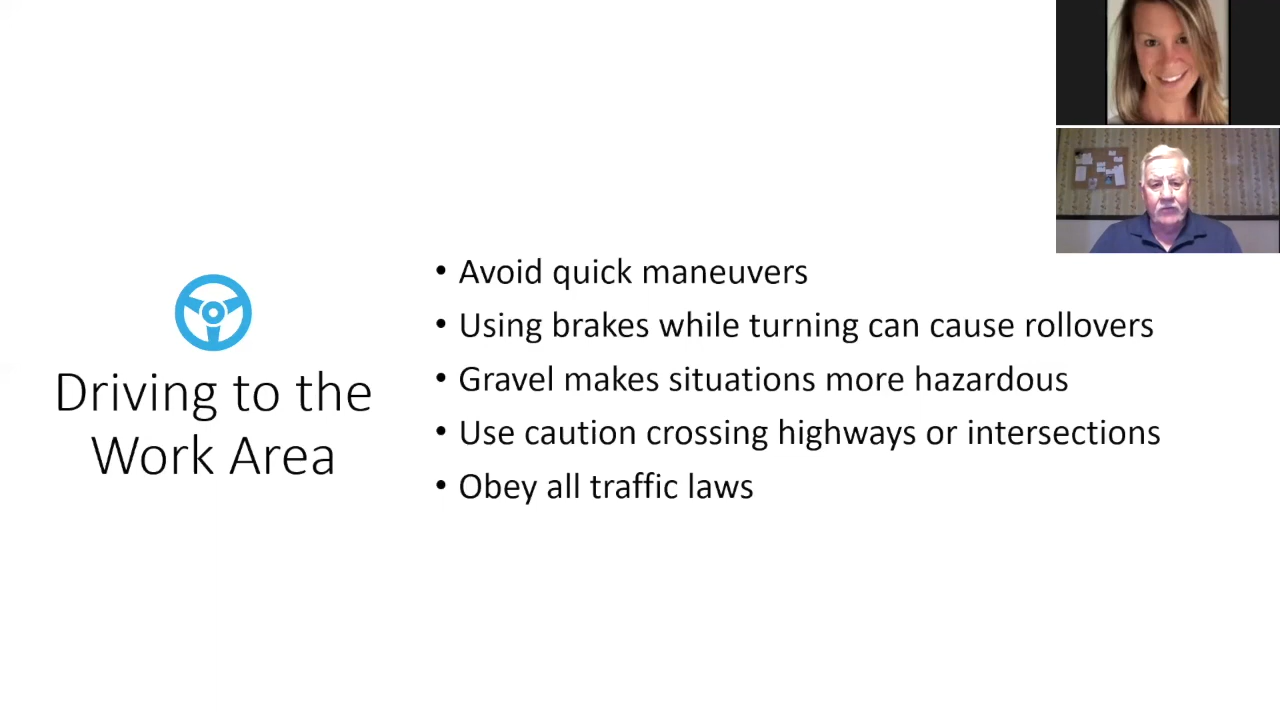 Driving to the
Work Area
• Avoid quick maneuvers
• Using brakes while turning can cause rollovers
• Gravel makes situations more hazardous
• Use caution crossing highways or intersections
• Obey all traffic laws